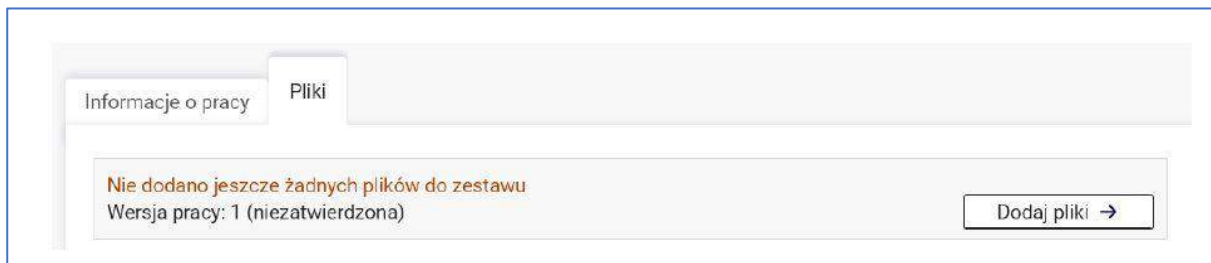 Informacje o pracy
Pliki
Nie dodano jeszcze żadnych plików do zestawu
Wersja pracy: 1 (niezatwierdzona)
Dodaj pliki →